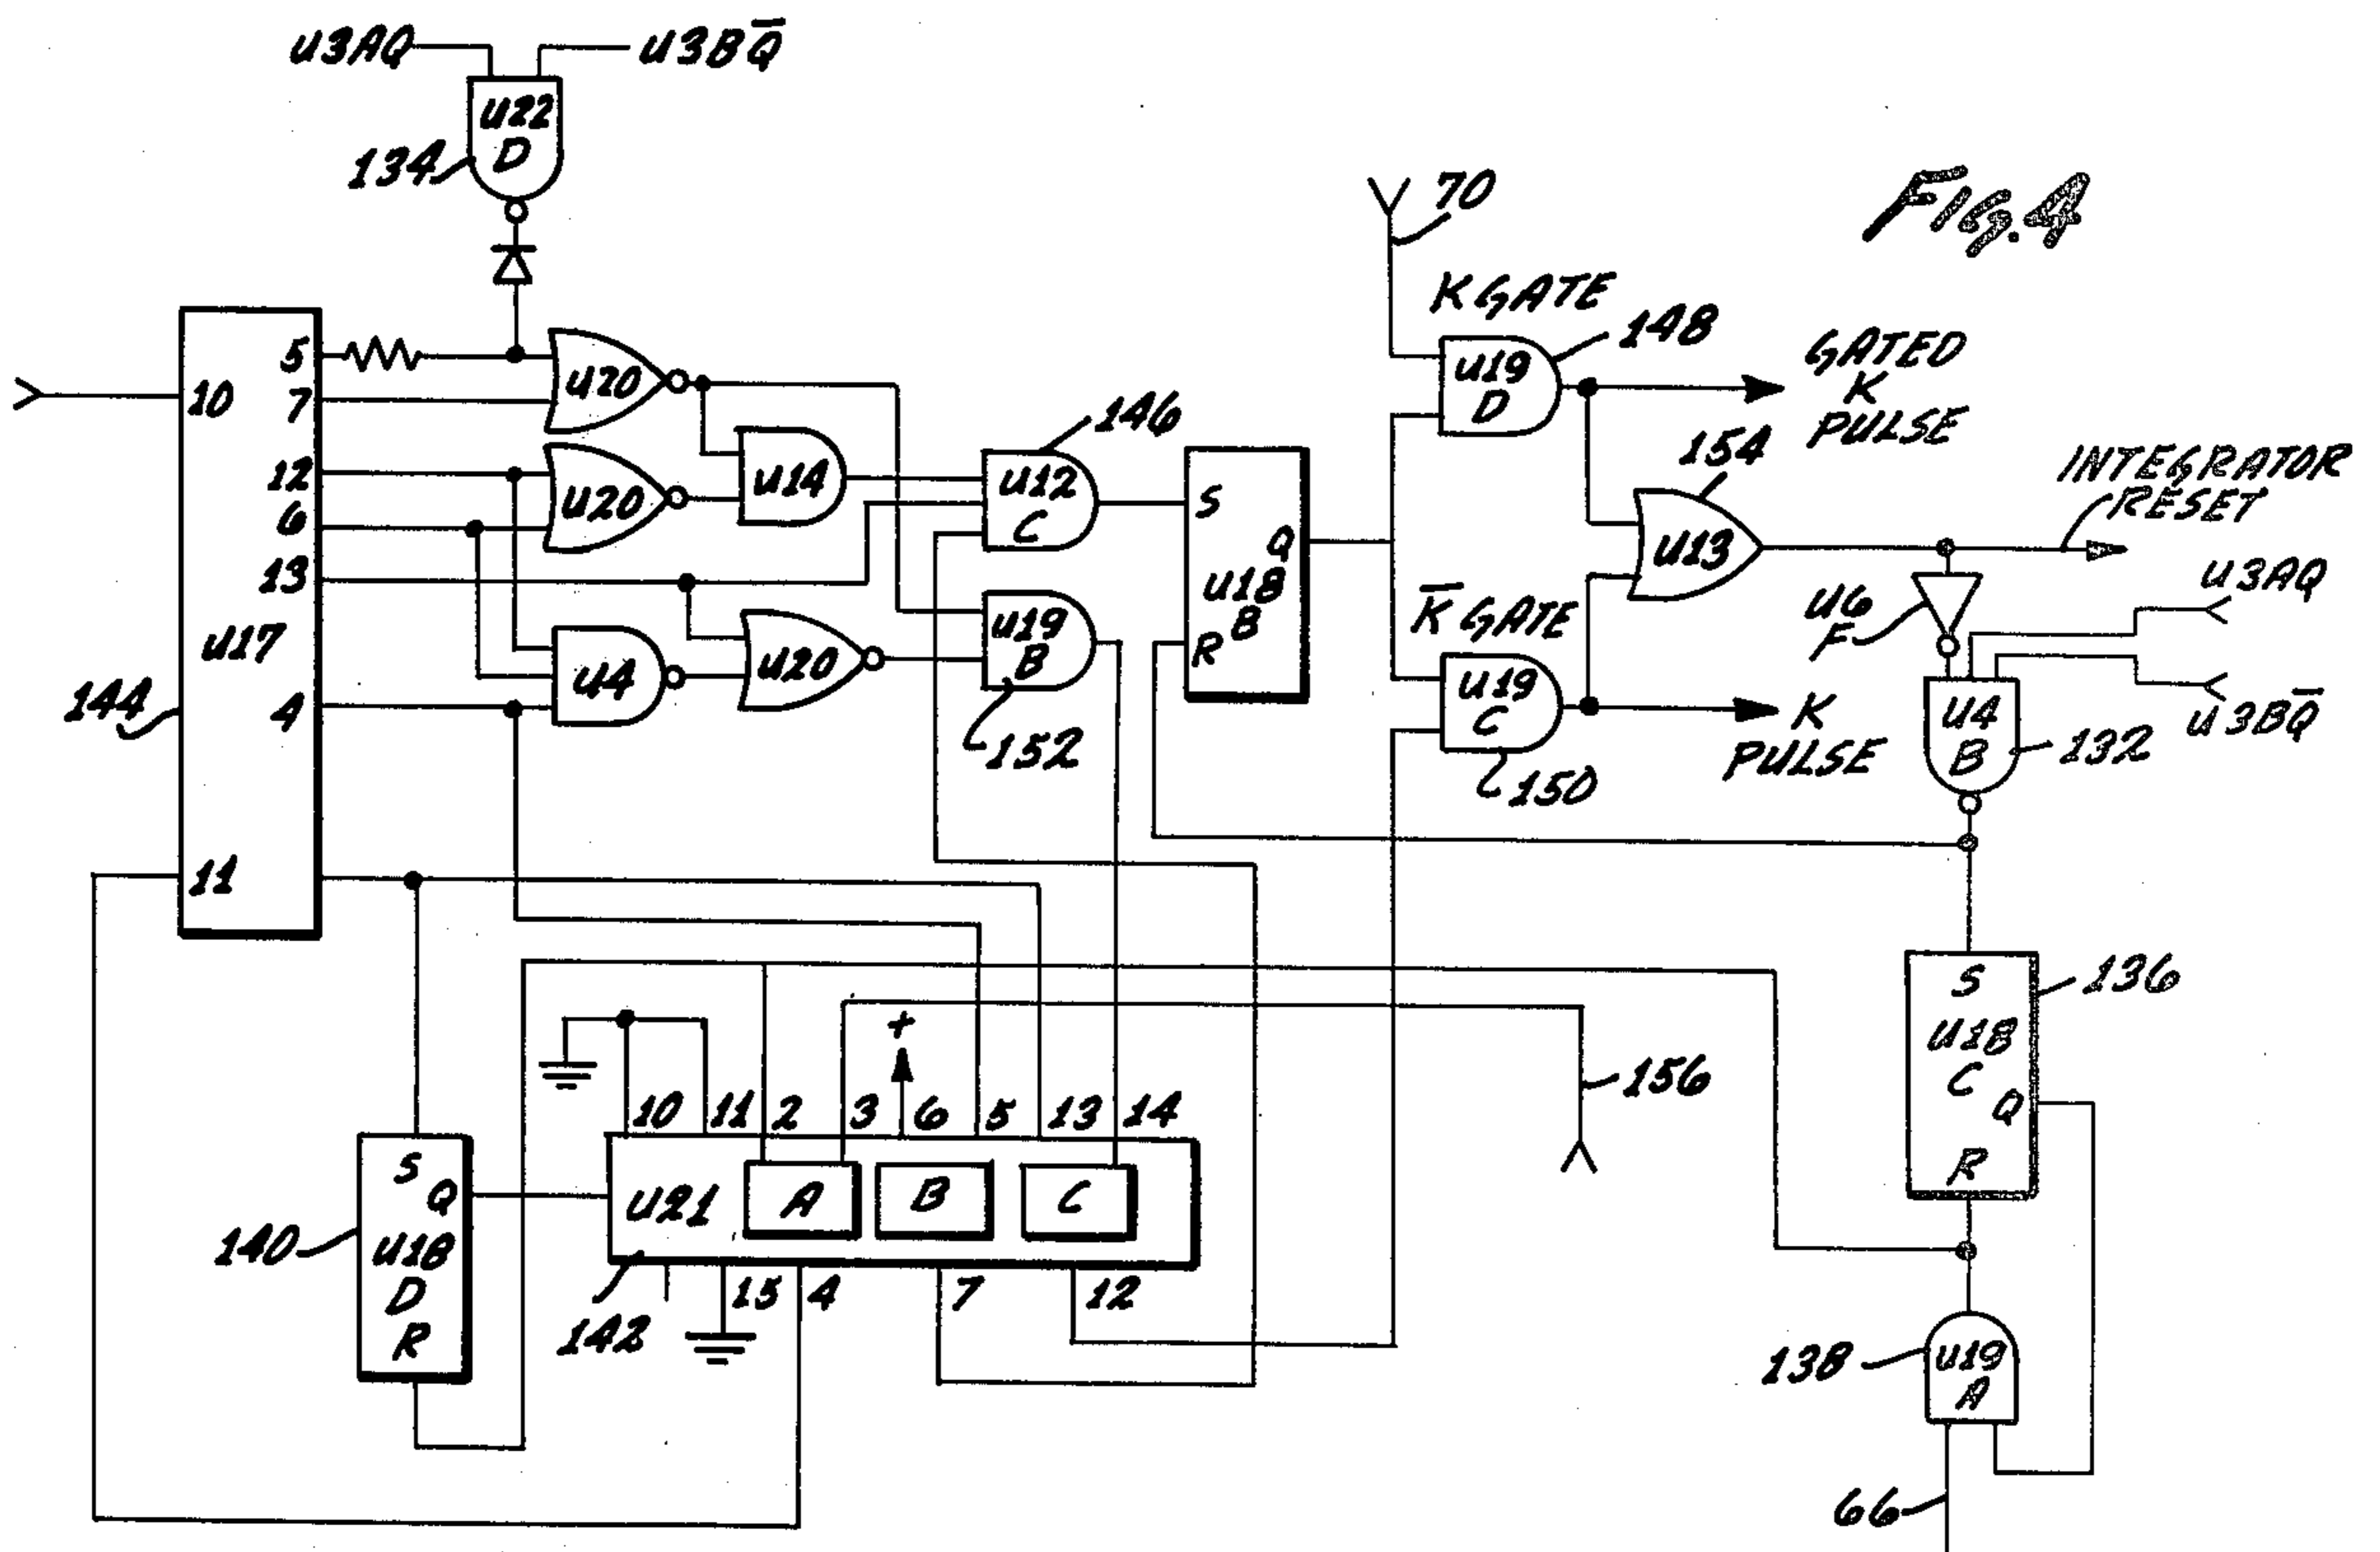 U3AQ
U3BQ̅
U22
D
134
70
FIG. 4
K GATE
148
GATED
K
PULSE
5
10
7
U20
146
U19
D
154
INTEGRATOR
RESET
12
U20
U14
U12
C
S
6
Q
U13
U3AQ
13
U18
B
K̅ GATE
U6
F
U17
U4
U20
U19
B
R
U19
C
K
PULSE
U3BQ̅
U4
B
132
144
4
152
150
11
S
136
U18
C
Q
R
156
10
11
2
3
6
5
13
14
+
S
Q
U21
A
B
C
140
U18
D
R
142
15
4
7
12
138
U19
A
66